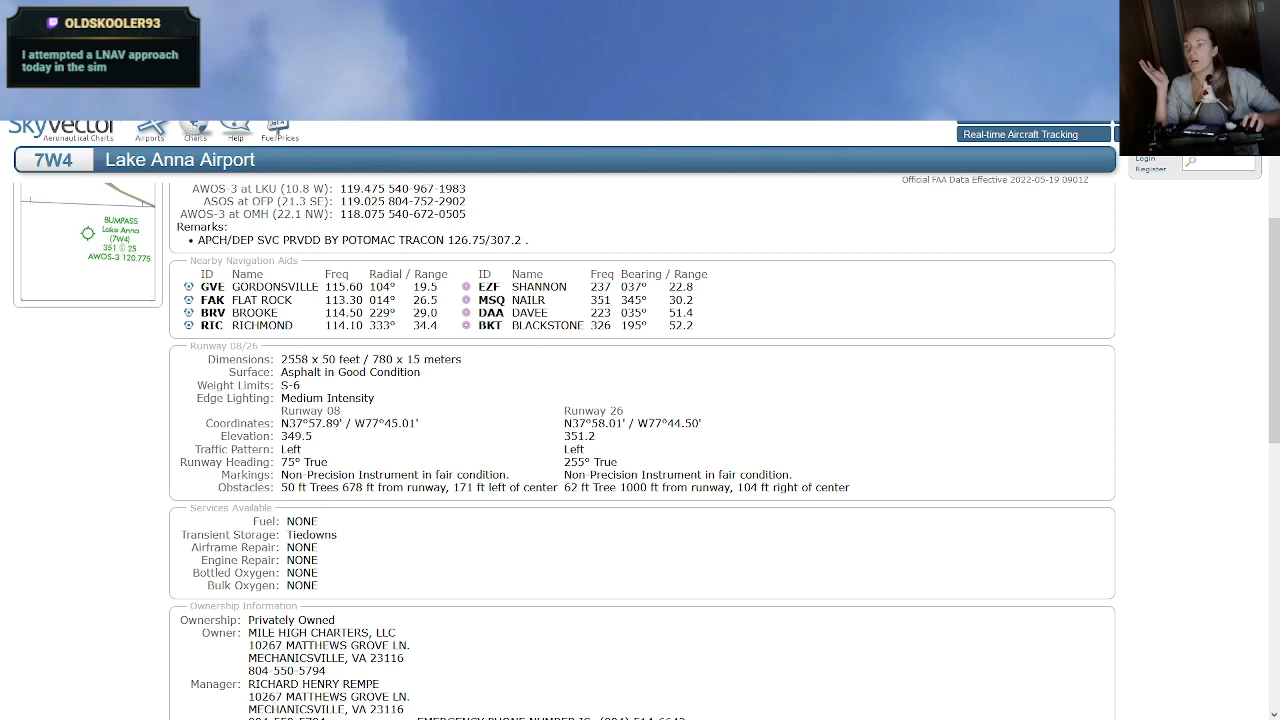 OLDSKOOLER93
I attempted a LNAV approach
today in the sim
SkyVector
Aeronautical Charts
Airports
Charts
Help
Fuel/Prices
Real-time Aircraft Tracking
7W4 Lake Anna Airport
Login
Register
Official FAA Data Effective 2022-05-19 0901Z
BUMPASS
Lake Anna
(7W4)
351 25
AWOS-3 120.775
AWOS-3 at LKU (10.8 W): 119.475 540-967-1983
ASOS at OFP (21.3 SE): 119.025 804-752-2902
AWOS-3 at OMH (22.1 NW): 118.075 540-672-0505
Remarks:
• APCH/DEP SVC PRVDD BY POTOMAC TRACON 126.75/307.2 .
Nearby Navigation Aids
ID Name Freq Radial / Range ID Name Freq Bearing / Range
GVE GORDONSVILLE 115.60 104° 19.5 EZF SHANNON 237 037° 22.8
FAK FLAT ROCK 113.30 014° 26.5 MSQ NAILR 351 345° 30.2
BRV BROOKE 114.50 229° 29.0 DAA DAVEE 223 035° 51.4
RIC RICHMOND 114.10 333° 34.4 BKT BLACKSTONE 326 195° 52.2
Runway 08/26
Dimensions: 2558 x 50 feet / 780 x 15 meters
Surface: Asphalt in Good Condition
Weight Limits: S-6
Edge Lighting: Medium Intensity
Runway 08 Runway 26
Coordinates: N37°57.89' / W77°45.01' N37°58.01' / W77°44.50'
Elevation: 349.5 351.2
Traffic Pattern: Left Left
Runway Heading: 75° True 255° True
Markings: Non-Precision Instrument in fair condition. Non-Precision Instrument in fair condition.
Obstacles: 50 ft Trees 678 ft from runway, 171 ft left of center 62 ft Tree 1000 ft from runway, 104 ft right of center
Services Available
Fuel: NONE
Transient Storage: Tiedowns
Airframe Repair: NONE
Engine Repair: NONE
Bottled Oxygen: NONE
Bulk Oxygen: NONE
Ownership Information
Ownership: Privately Owned
Owner: MILE HIGH CHARTERS, LLC
10267 MATTHEWS GROVE LN.
MECHANICSVILLE, VA 23116
804-550-5794
Manager: RICHARD HENRY REMPE
10267 MATTHEWS GROVE LN.
MECHANICSVILLE, VA 23116